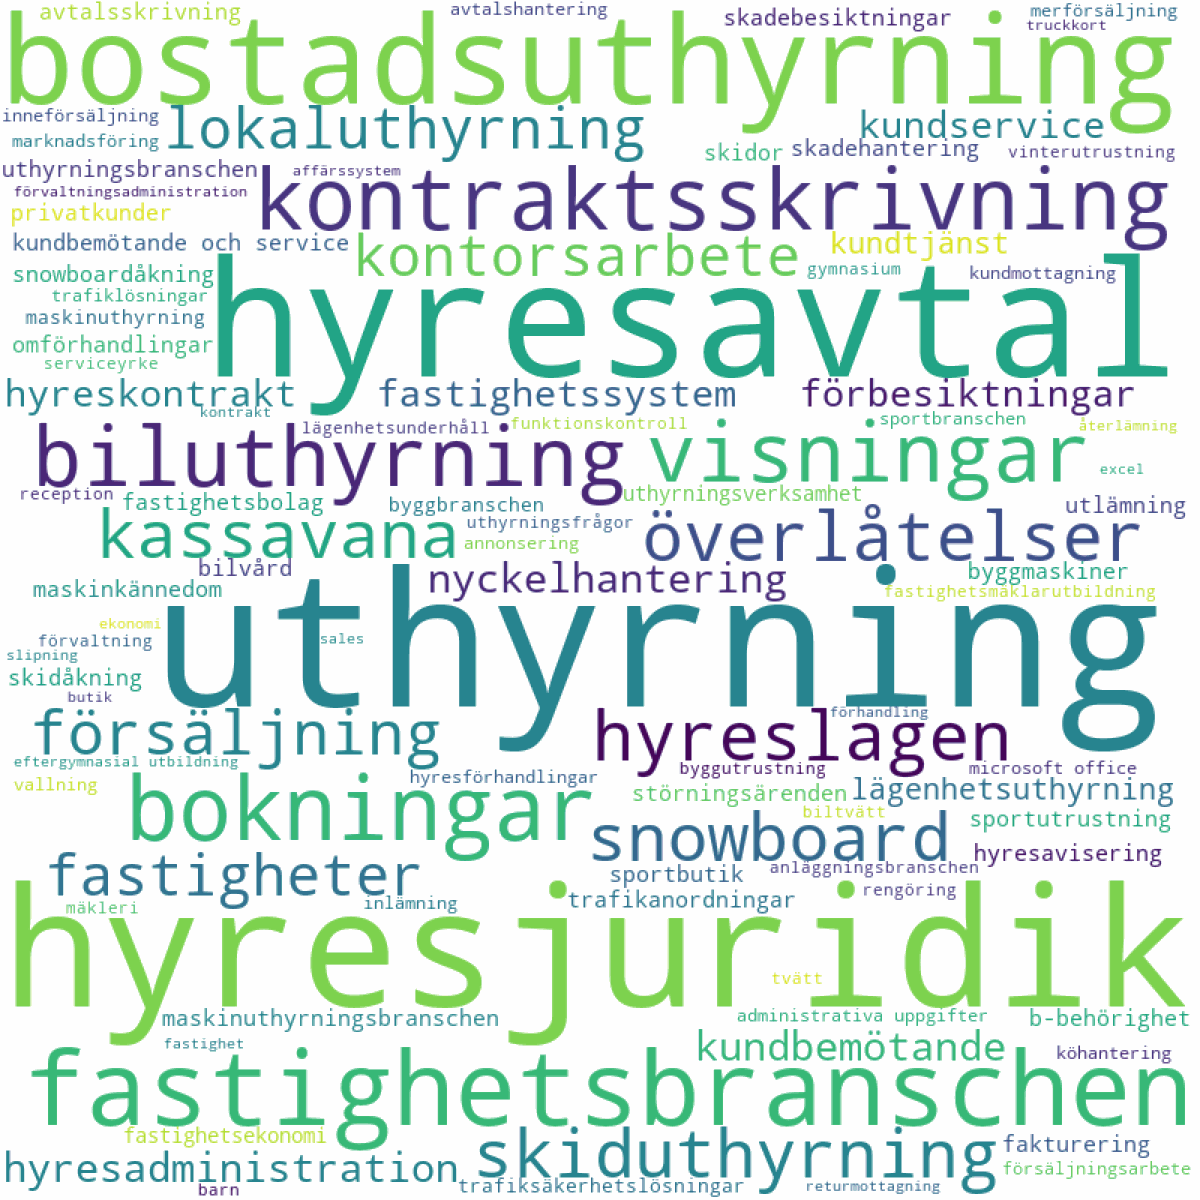 avtalsskrivning
avtalshantering
skadebesiktningar
merförsäljning
truckkort
bostadsuthyrning
inneförsäljning
marknadsföring
lokaluthyrning
kundservice
skidor
skadehantering
vinterutrustning
uthyrningsbranschen
affärssystem
förvaltningsadministration
kontraktsskrivning
privatkunder
kundbemötande och service
kontorsarbete
kundtjänst
snowboardåkning
gymnasium
kundmottagning
trafiklösningar
hyresavtal
maskinuthyrning
omförhandlingar
serviceyrke
hyreskontrakt
fastighetssystem
förbesiktningar
kontrakt
lägenhetsunderhåll
funktionskontroll
sportbranschen
återlämning
biluthyrning
visningar
excel
reception
fastighetsbolag
byggbranschen
uthyrningsverksamhet
utlämning
kassavana
uthyrningsfrågor
överlåtelser
annonsering
bilvård
nyckelhantering
byggmaskiner
maskinkännedom
fastighetsmäklarutbildning
uthyrning
ekonomi
förvaltning
sales
slipning
skidåkning
butik
försäljning
hyreslagen
förhandling
eftergymnasial utbildning
vallning
hyresförhandlingar
byggutrustning
microsoft office
bokningar
störningsärenden
lägenhetsuthyrning
biltvätt
sportutrustning
snowboard
fastigheter
hyresavisering
sportbutik
anläggningsbranschen
mäkleri
inlämning
trafikanordningar
rengöring
hyresjuridik
tvätt
maskinuthyrningsbranschen
administrativa uppgifter
b-behörighet
fastighet
kundbemötande
köhantering
fastighetsbranschen
fastighetsekonomi
skiduthyrning
fakturering
hyresadministration
försäljningsarbete
barn
trafiksäkerhetslösningar
returmottagning